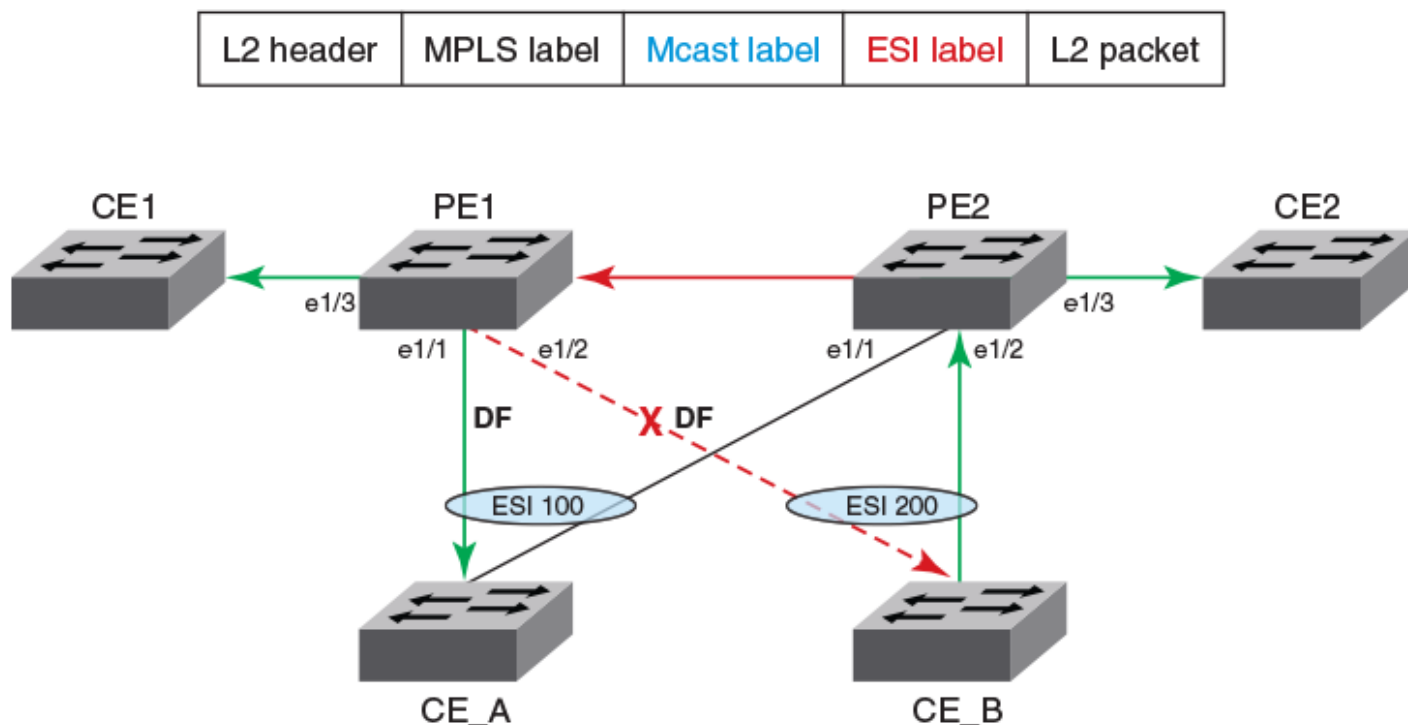 L2 header MPLS label Mcast label ESI label L2 packet
CE1 PE1 PE2 CE2
e1/3 e1/3
e1/1 e1/2 e1/1 e1/2
DF X DF
ESI 100 ESI 200
CE_A CE_B